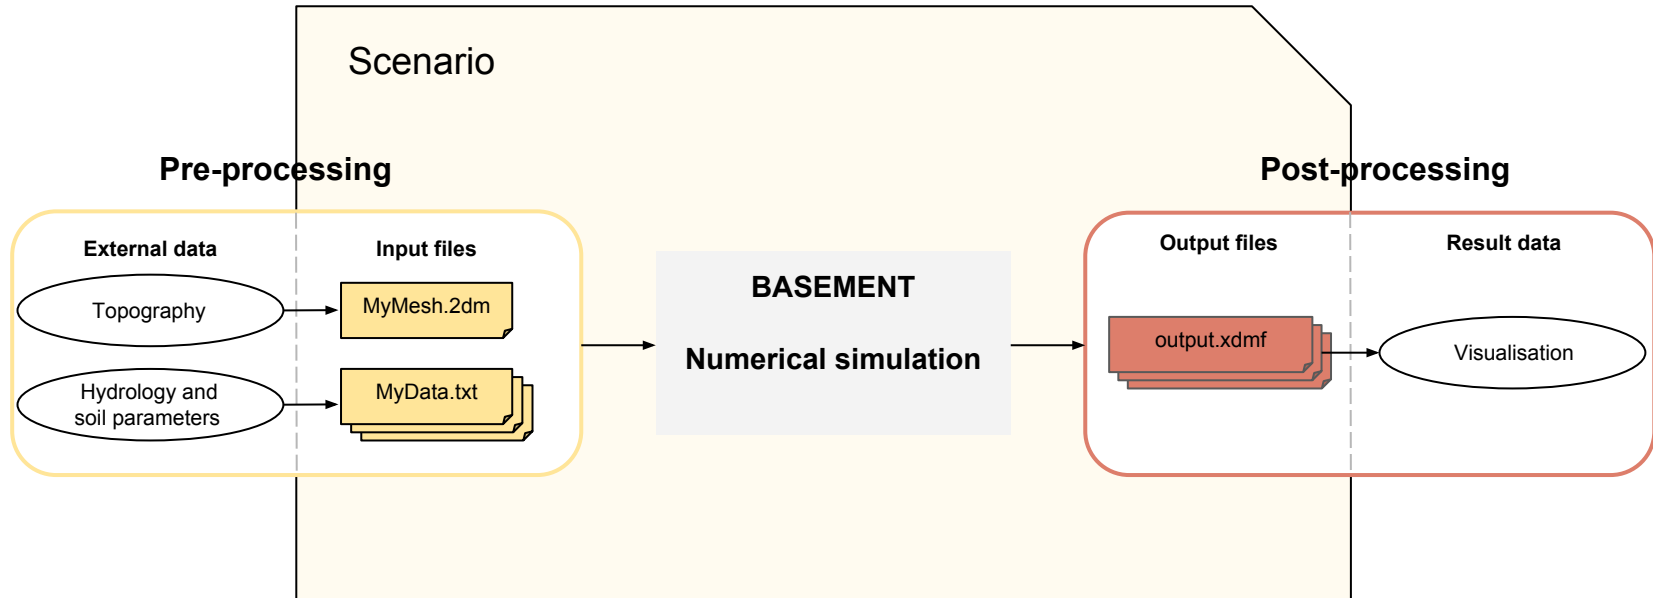 Scenario
Pre-processing
Post-processing
External data
Input files
Topography
MyMesh.2dm
Hydrology and
soil parameters
MyData.txt
BASEMENT
Numerical simulation
Output files
Result data
output.xdmf
Visualisation